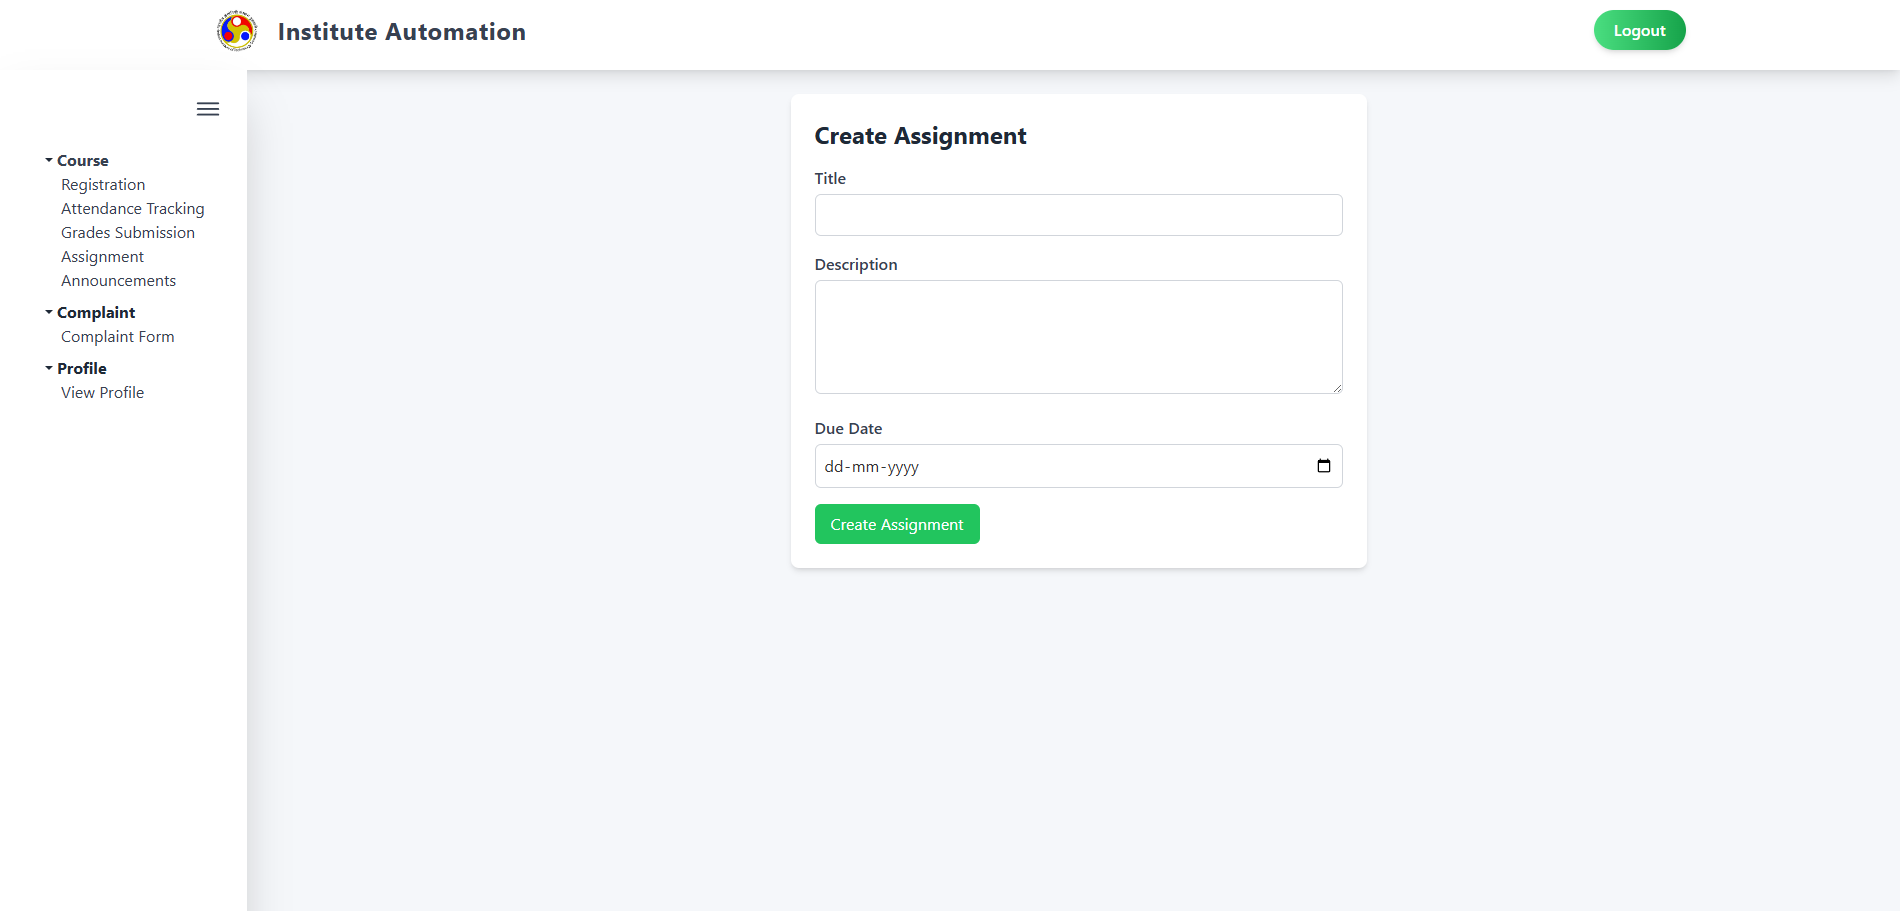 Institute Automation
Logout
Course
Registration
Attendance Tracking
Grades Submission
Assignment
Announcements
Complaint
Complaint Form
Profile
View Profile
Create Assignment
Title
Description
Due Date
dd-mm-yyyy
Create Assignment